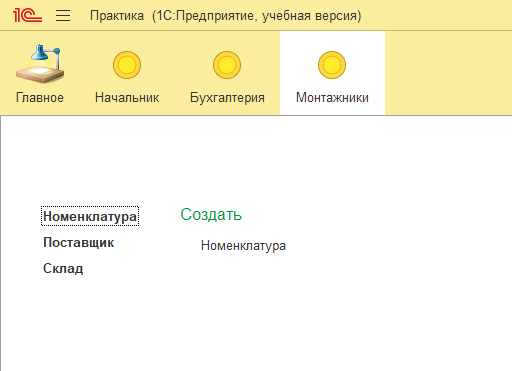 1С Практика (1С:Предприятие, учебная версия)
Главное Начальник Бухгалтерия Монтажники
Номенклатура Создать
Номенклатура
Поставщик
Склад